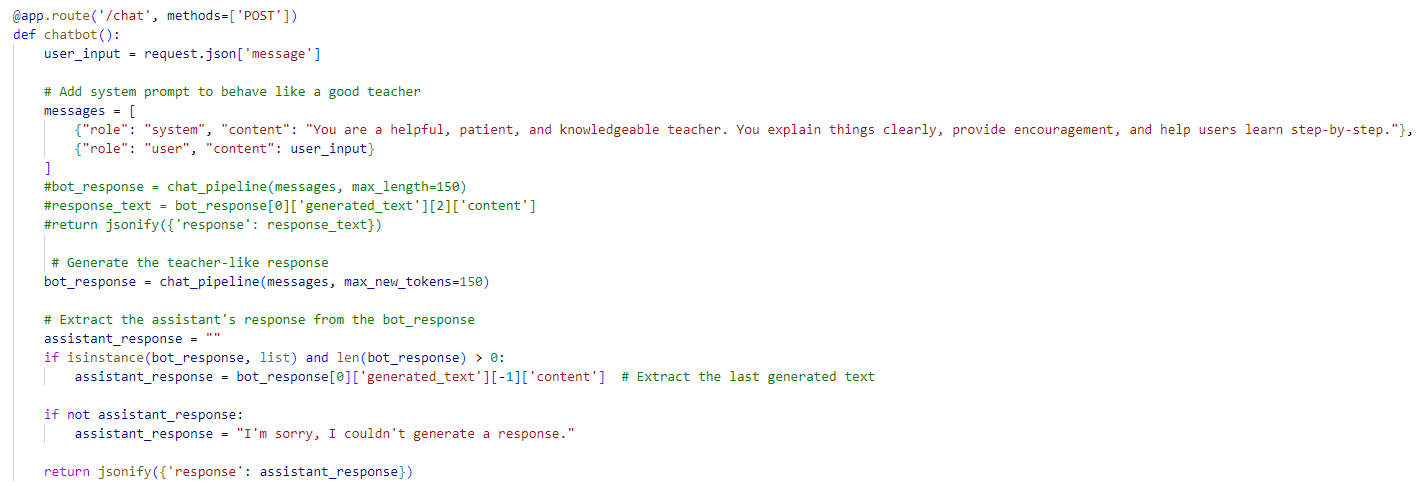 @app.route('/chat', methods=['POST'])
def chatbot():
    user_input = request.json['message']

    # Add system prompt to behave like a good teacher
    messages = [
        {"role": "system", "content": "You are a helpful, patient, and knowledgeable teacher. You explain things clearly, provide encouragement, and help users learn step-by-step."},
        {"role": "user", "content": user_input}
    ]
    #bot_response = chat_pipeline(messages, max_length=150)
    #response_text = bot_response[0]['generated_text'][2]['content']
    #return jsonify({'response': response_text})

     # Generate the teacher-like response
    bot_response = chat_pipeline(messages, max_new_tokens=150)

    # Extract the assistant's response from the bot_response
    assistant_response = ""
    if isinstance(bot_response, list) and len(bot_response) > 0:
        assistant_response = bot_response[0]['generated_text'][-1]['content']  # Extract the last generated text

    if not assistant_response:
        assistant_response = "I'm sorry, I couldn't generate a response."

    return jsonify({'response': assistant_response})